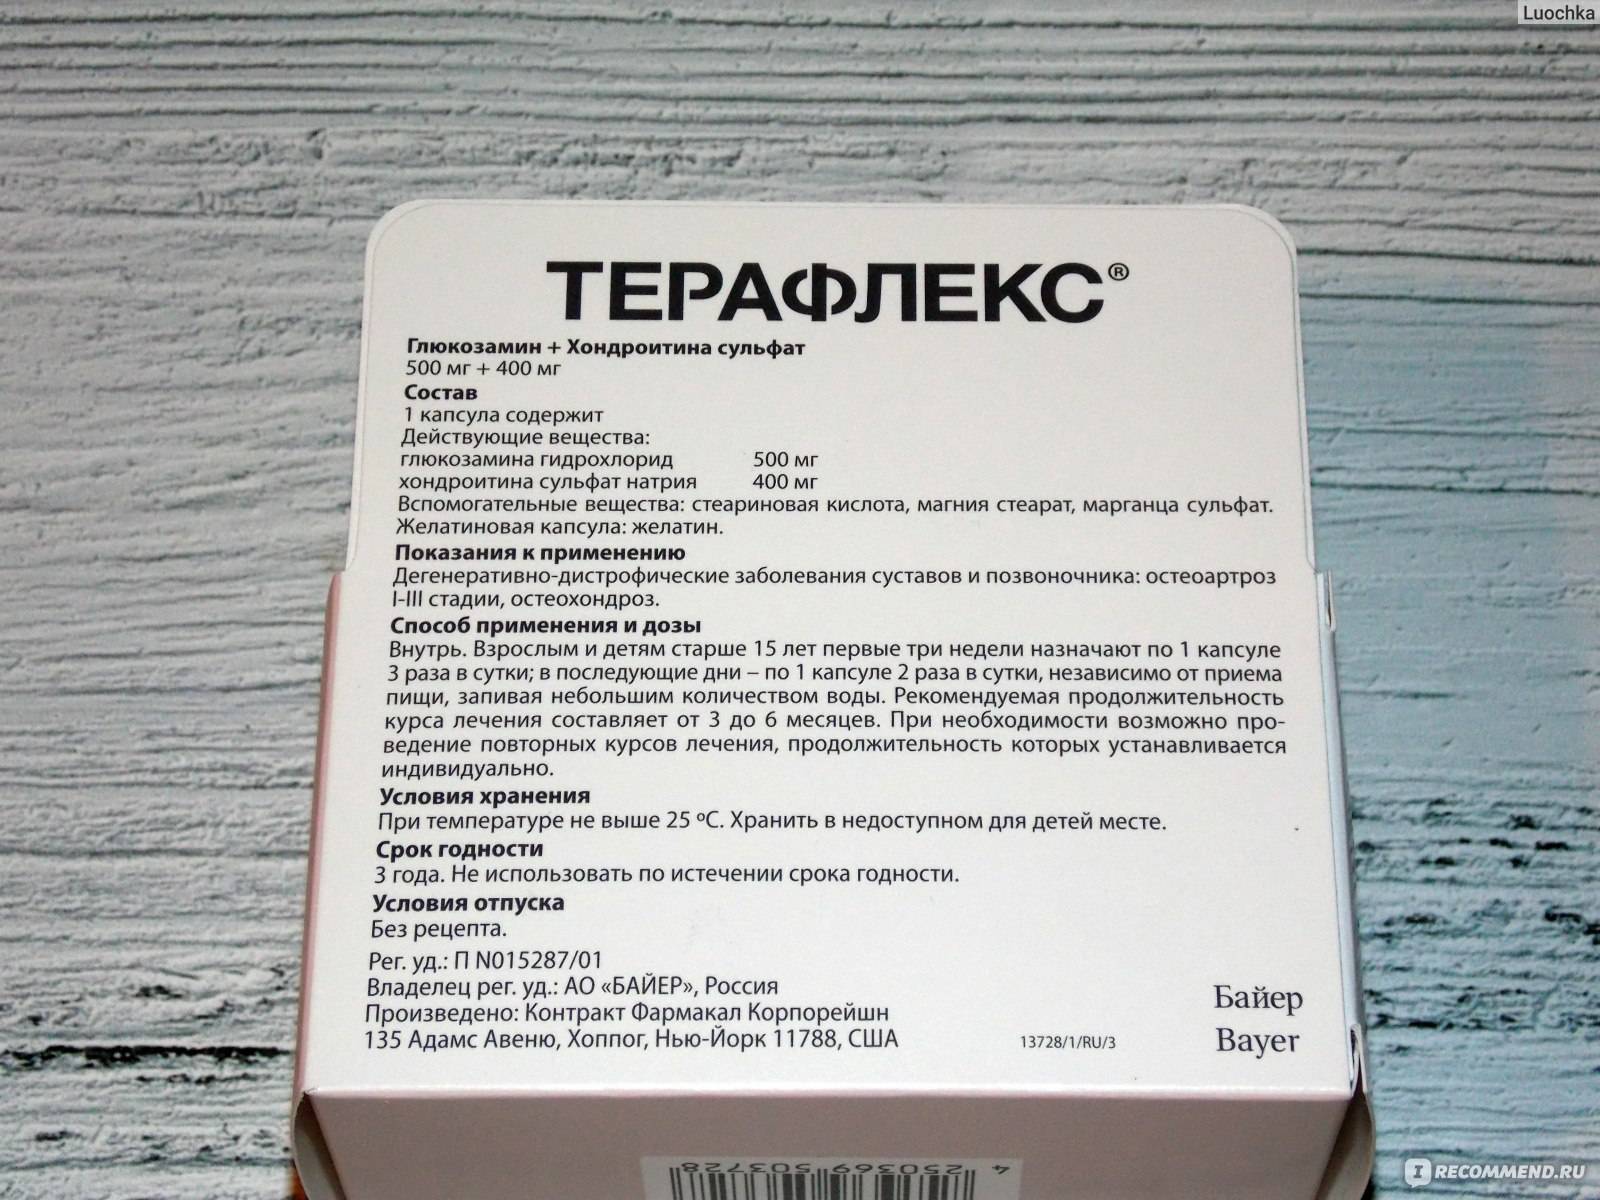 Luochka
ТЕРАФЛЕКС®
Глюкозамин + Хондроитина сульфат
500 мг + 400 мг
Состав
1 капсула содержит
Действующие вещества:
глюкозамина гидрохлорид 500 мг
хондроитина сульфат натрия 400 мг
Вспомогательные вещества: стеариновая кислота, магния стеарат, марганца сульфат.
Желатиновая капсула: желатин.
Показания к применению
Дегенеративно-дистрофические заболевания суставов и позвоночника: остеоартроз
I-III стадии, остеохондроз.
Способ применения и дозы
Внутрь. Взрослым и детям старше 15 лет первые три недели назначают по 1 капсуле
3 раза в сутки; в последующие дни – по 1 капсуле 2 раза в сутки, независимо от приема
пищи, запивая небольшим количеством воды. Рекомендуемая продолжительность
курса лечения составляет от 3 до 6 месяцев. При необходимости возможно про-
ведение повторных курсов лечения, продолжительность которых устанавливается
индивидуально.
Условия хранения
При температуре не выше 25 ºС. Хранить в недоступном для детей месте.
Срок годности
3 года. Не использовать по истечении срока годности.
Условия отпуска
Без рецепта.
Рег. уд.: П N015287/01
Владелец рег. уд.: АО «БАЙЕР», Россия
Произведено: Контракт Фармакал Корпорейшн
135 Адамс Авеню, Хоппог, Нью-Йорк 11788, США
13728/1/RU/3
Байер
Bayer
4 250369 503728
IRECOMMEND.RU